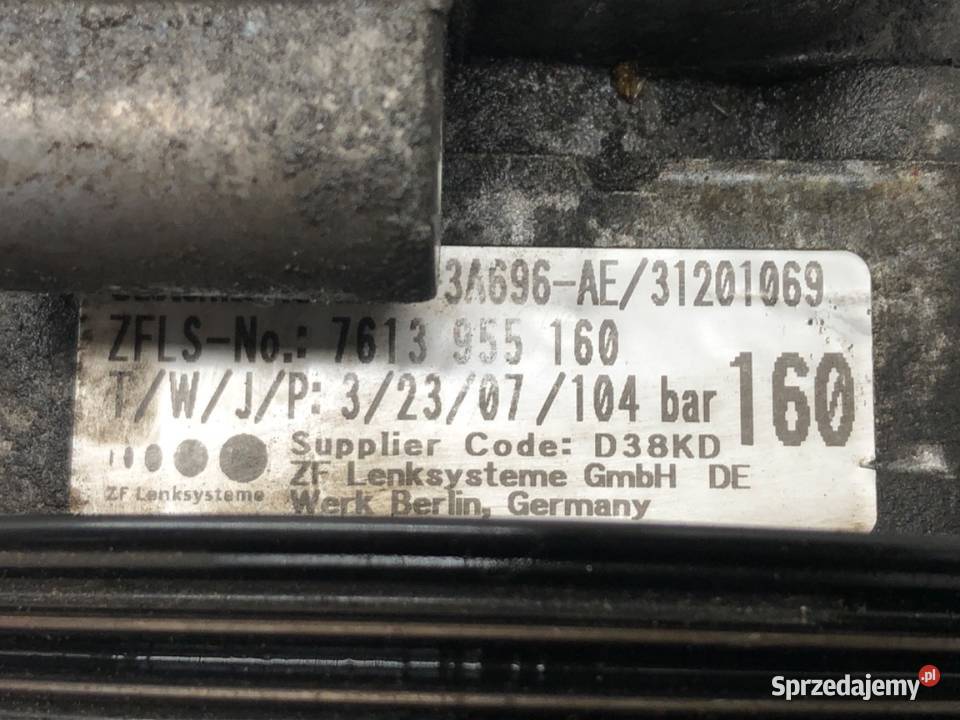 3A696-AE/31201069
ZFLS-No.: 7613 955 160
T/W/J/P: 3/23/07/104 bar
160
Supplier Code: D38KD
ZF Lenksysteme GmbH DE
Werk Berlin, Germany
ZF Lenksysteme
Sprzedajemy.pl